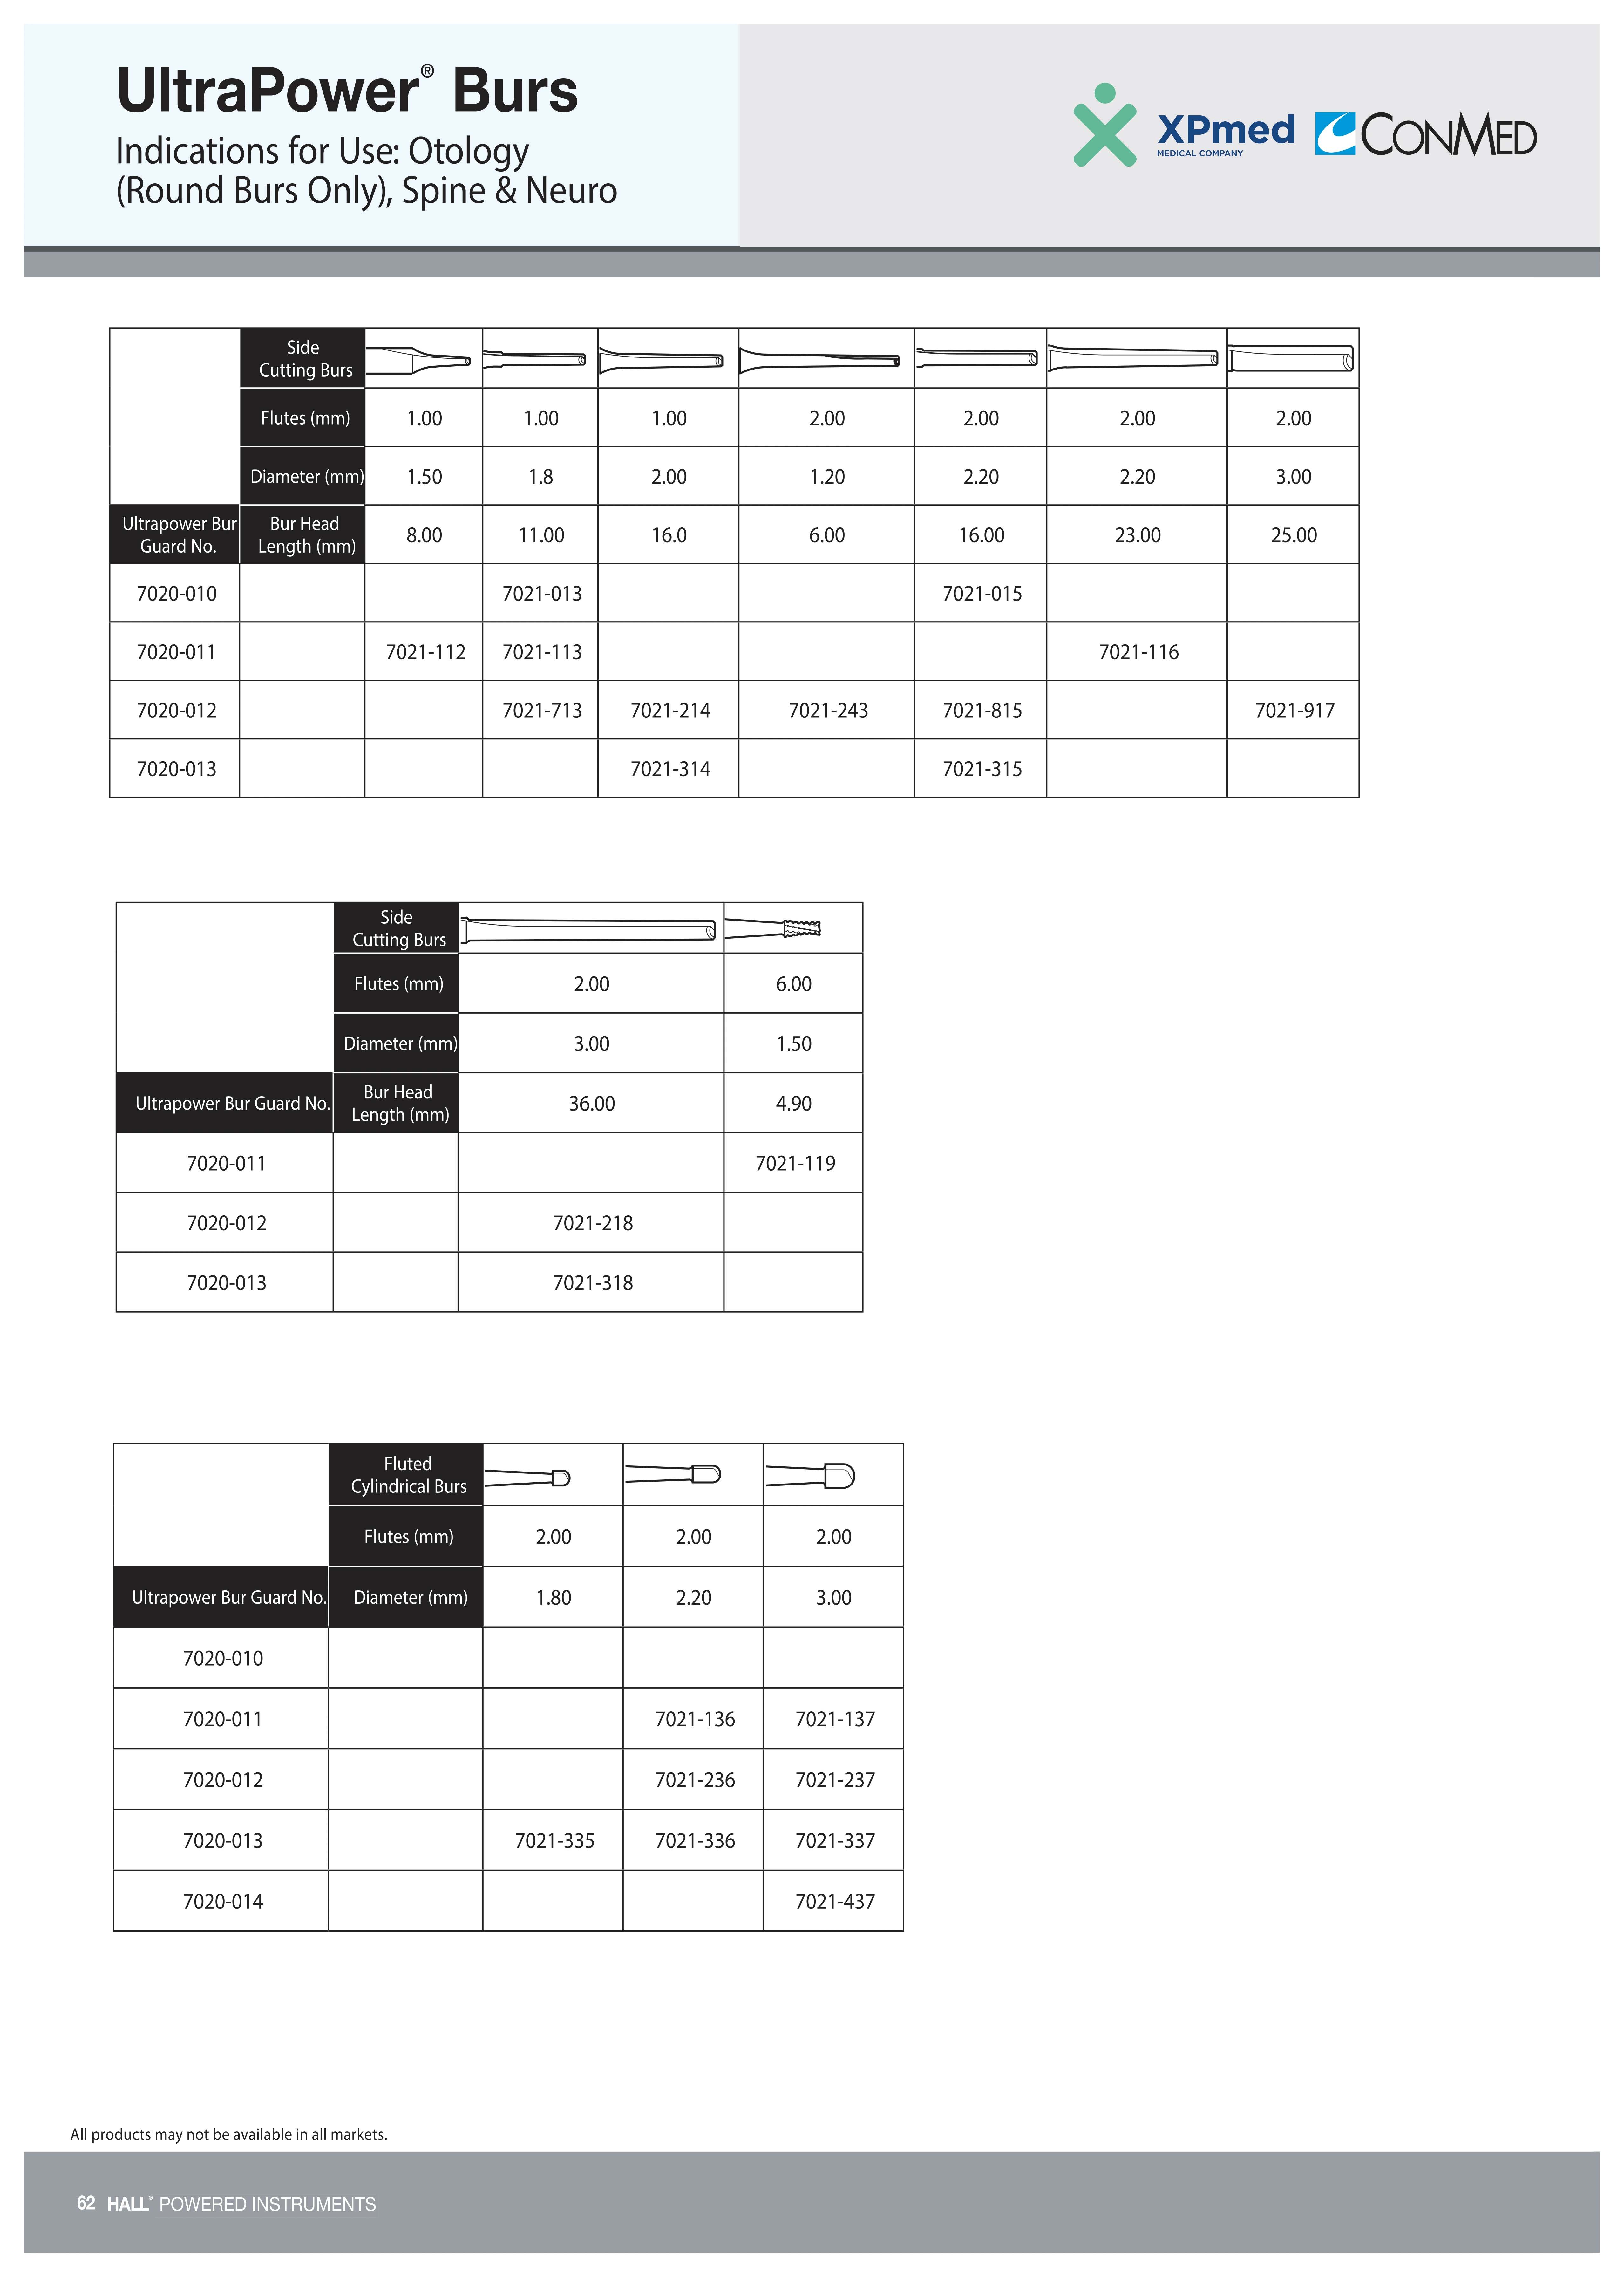 UltraPower® Burs
Indications for Use: Otology
(Round Burs Only), Spine & Neuro
XPmed
MEDICAL COMPANY
CONMED
Side
Cutting Burs
Flutes (mm) 1.00 1.00 1.00 2.00 2.00 2.00 2.00
Diameter (mm) 1.50 1.8 2.00 1.20 2.20 2.20 3.00
Ultrapower Bur
Guard No.
Bur Head
Length (mm)
8.00 11.00 16.0 6.00 16.00 23.00 25.00
7020-010 7021-013 7021-015
7020-011 7021-112 7021-113 7021-116
7020-012 7021-713 7021-214 7021-243 7021-815 7021-917
7020-013 7021-314 7021-315
Side
Cutting Burs
Flutes (mm) 2.00 6.00
Diameter (mm) 3.00 1.50
Ultrapower Bur Guard No.
Bur Head
Length (mm)
36.00 4.90
7020-011 7021-119
7020-012 7021-218
7020-013 7021-318
Fluted
Cylindrical Burs
Flutes (mm) 2.00 2.00 2.00
Ultrapower Bur Guard No. Diameter (mm) 1.80 2.20 3.00
7020-010
7020-011 7021-136 7021-137
7020-012 7021-236 7021-237
7020-013 7021-335 7021-336 7021-337
7020-014 7021-437
All products may not be available in all markets.
62 HALL® POWERED INSTRUMENTS